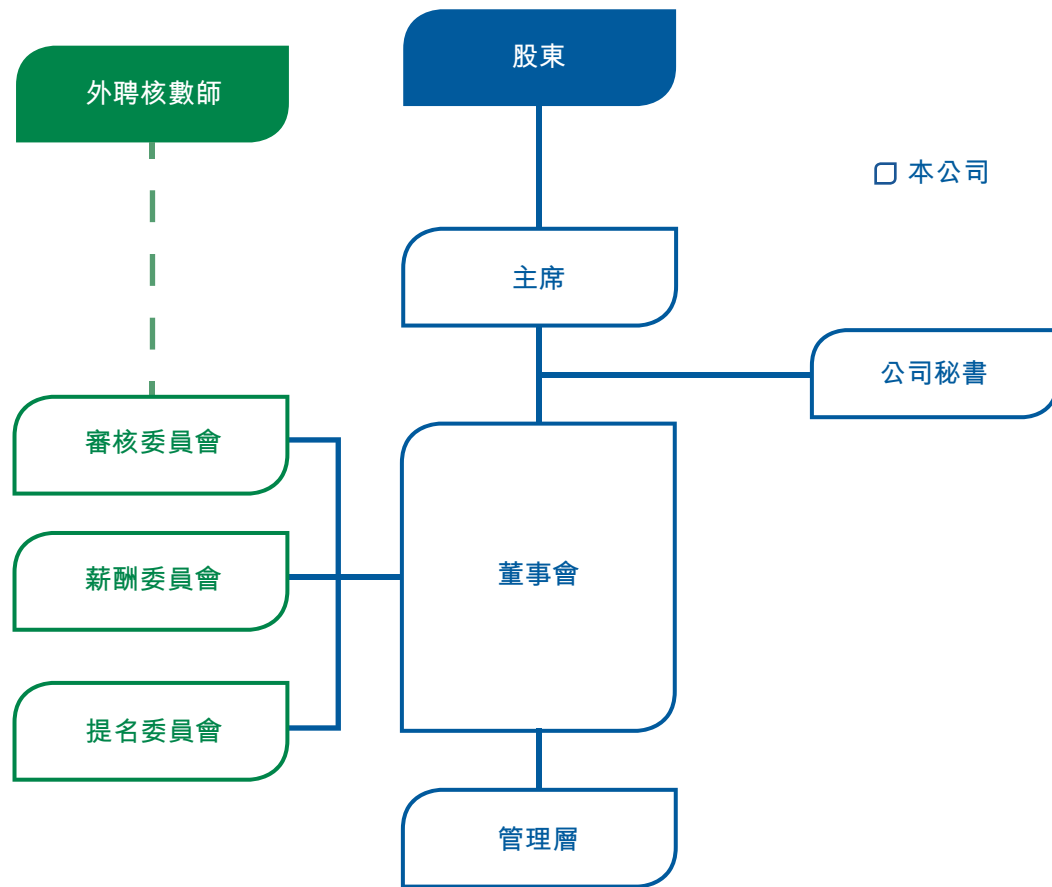 股東
外聘核數師
本公司
主席
公司秘書
審核委員會
董事會
薪酬委員會
提名委員會
管理層